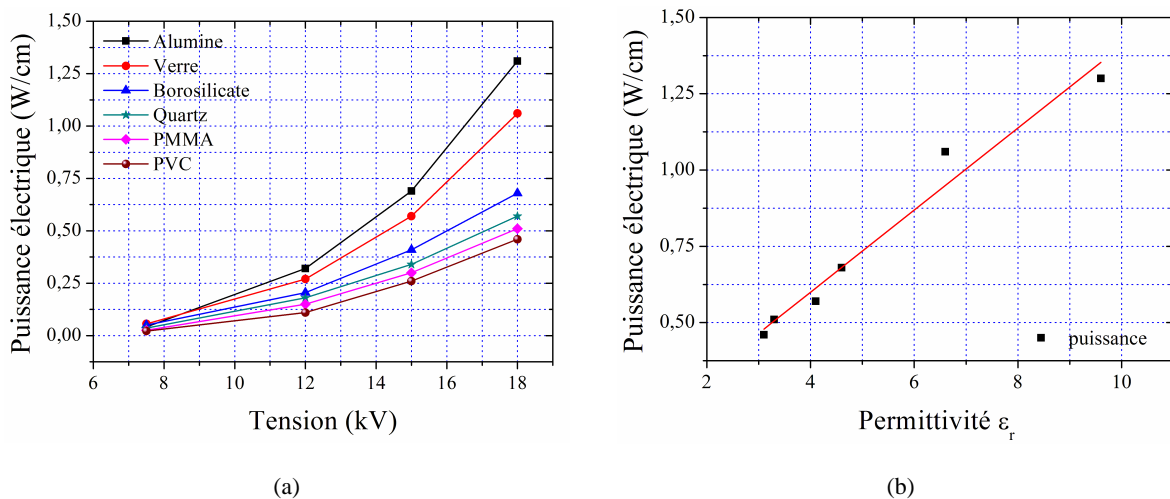 1,50
1,25
1,00
0,75
0,50
0,25
0,00
Puissance électrique (W/cm)
Alumine
Verre
Borosilicate
Quartz
PMMA
PVC
6 8 10 12 14 16 18
Tension (kV)
(a)
1,50
1,25
1,00
0,75
0,50
Puissance électrique (W/cm)
puissance
2 4 6 8 10
Permittivité εr
(b)